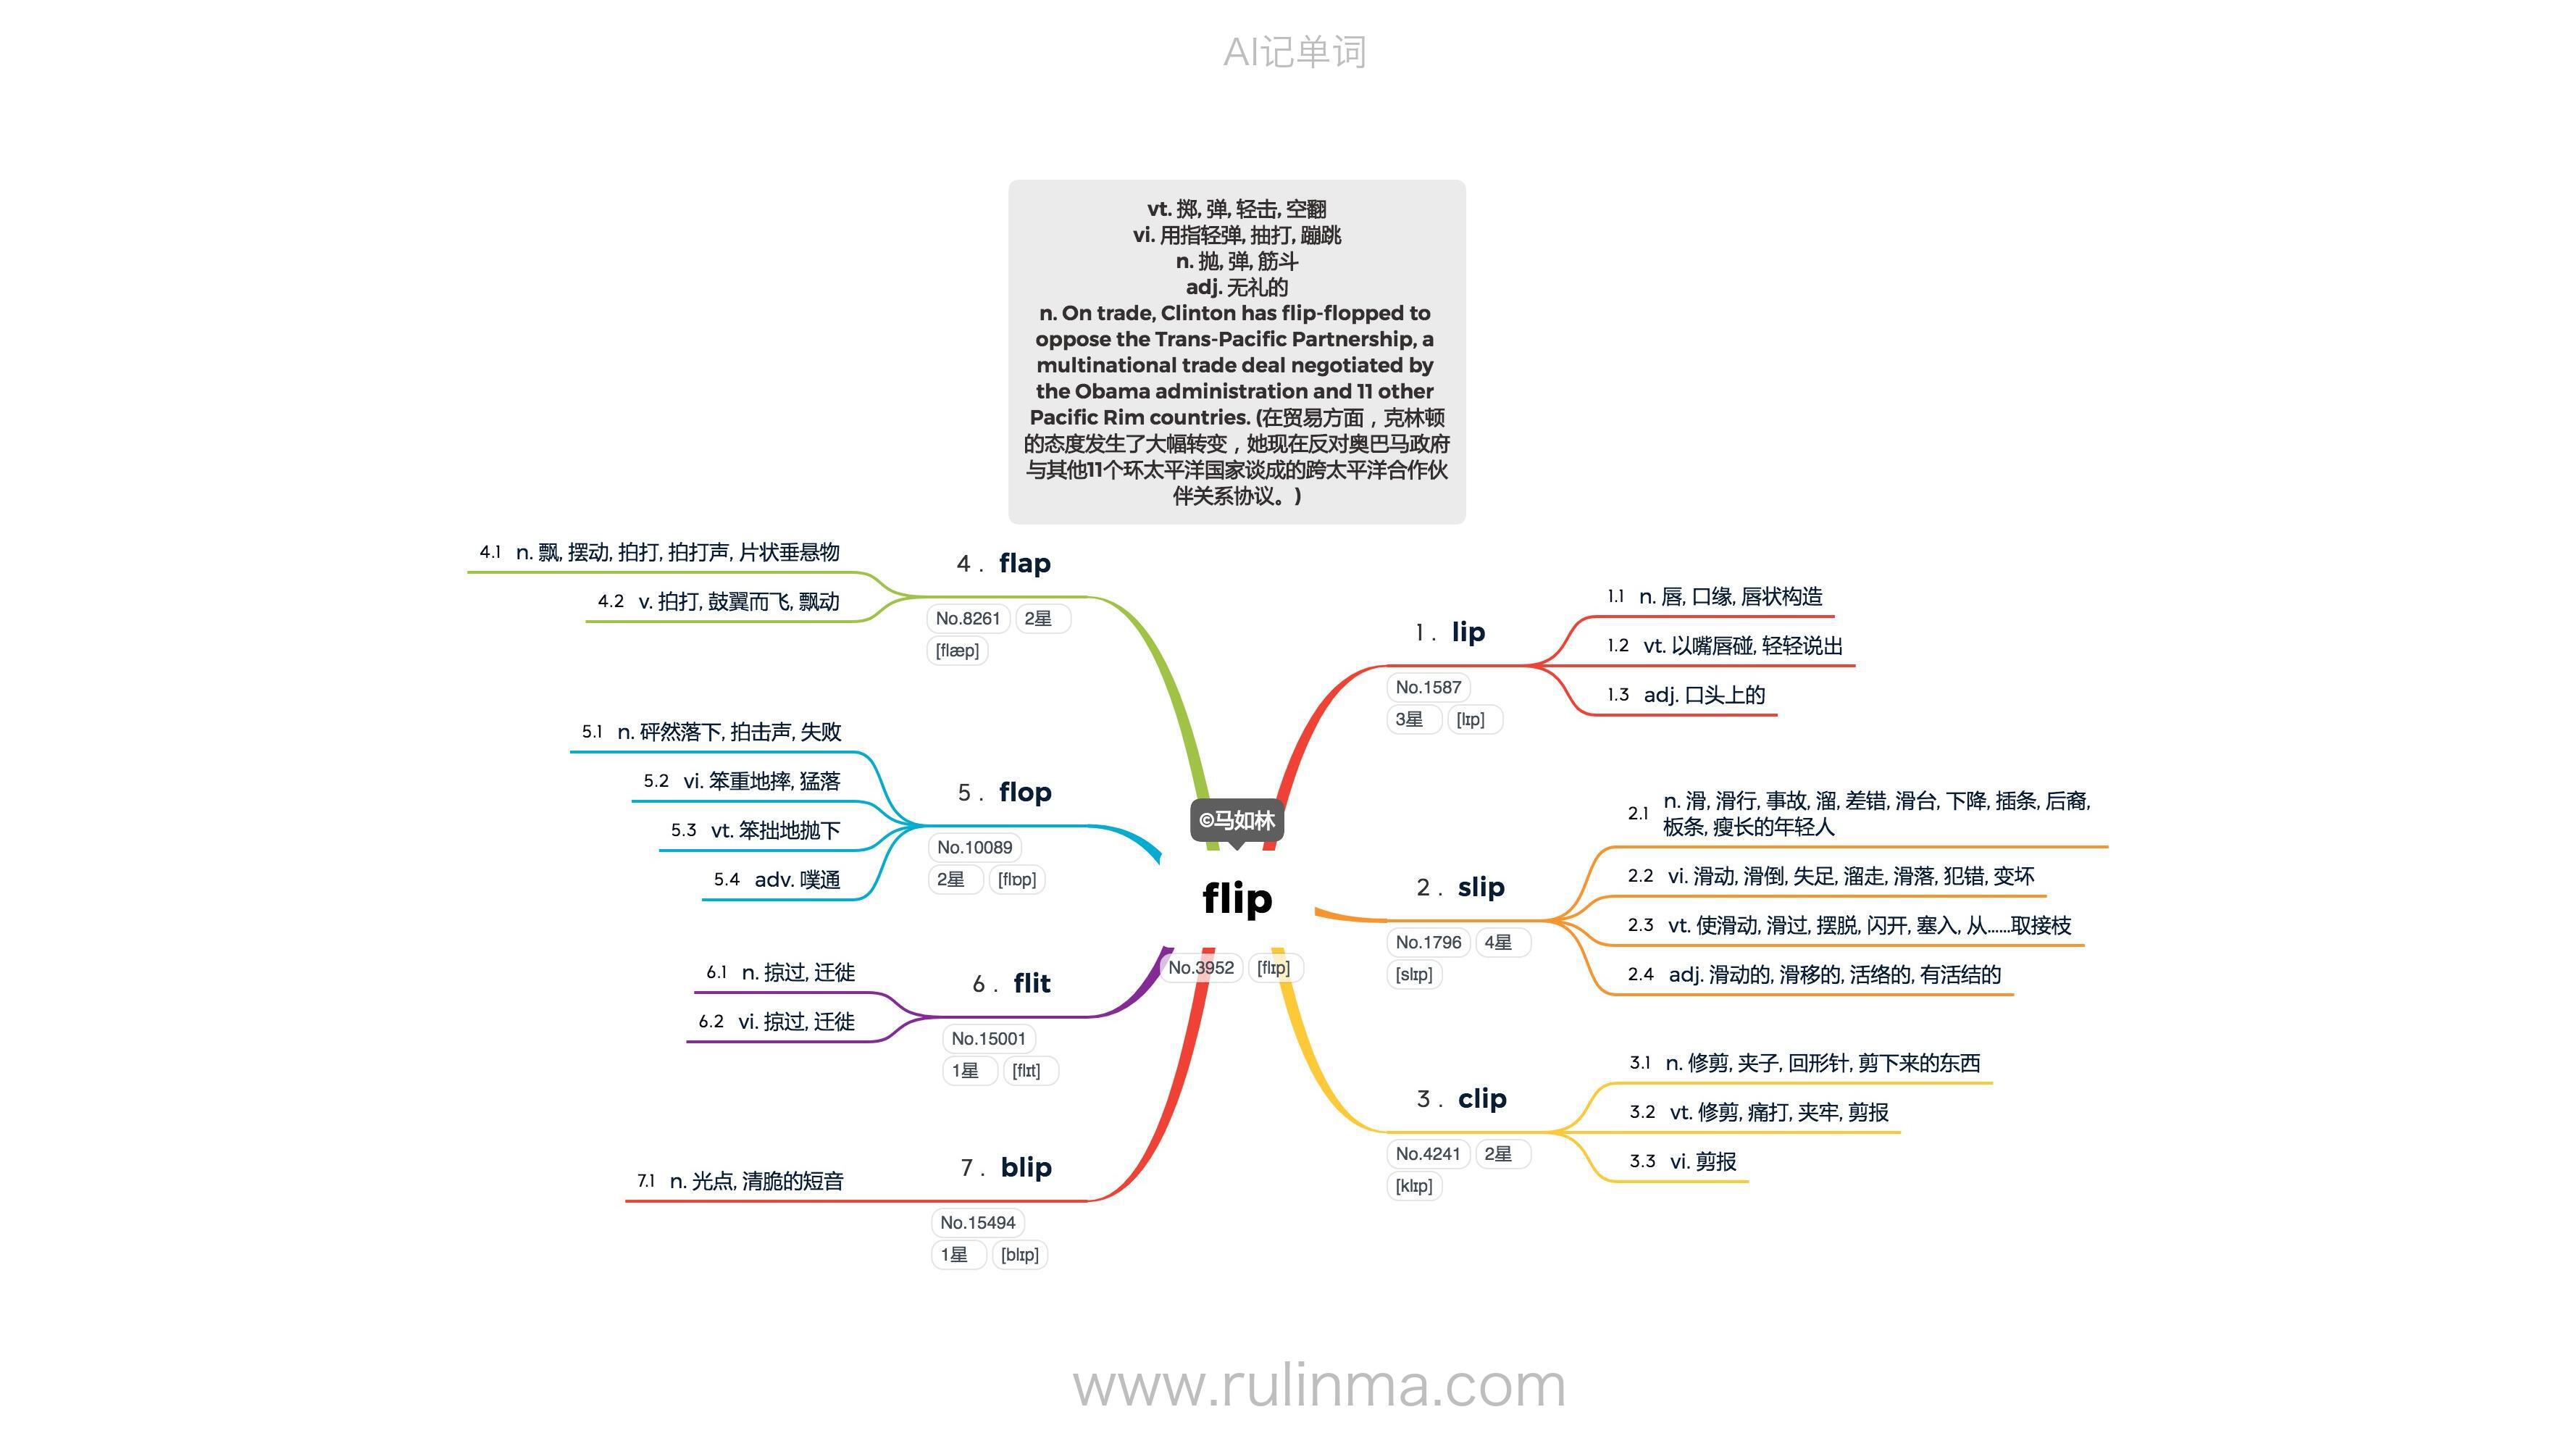 AI记单词
vt. 掷, 弹, 轻击, 空翻
vi. 用指轻弹, 抽打, 蹦跳
n. 抛, 弹, 筋斗
adj. 无礼的
n. On trade, Clinton has flip-flopped to
oppose the Trans-Pacific Partnership, a
multinational trade deal negotiated by
the Obama administration and 11 other
Pacific Rim countries. (在贸易方面，克林顿
的态度发生了大幅转变，她现在反对奥巴马政府
与其他11个环太平洋国家谈成的跨太平洋合作伙
伴关系协议。)
©马如林
flip
No.3952 [flɪp]
1. lip
No.1587
3星 [lɪp]
1.1 n. 唇, 口缘, 唇状构造
1.2 vt. 以嘴唇碰, 轻轻说出
1.3 adj. 口头上的
2. slip
No.1796 4星
[slɪp]
2.1 n. 滑, 滑行, 事故, 溜, 差错, 滑台, 下降, 插条, 后裔,
板条, 瘦长的年轻人
2.2 vi. 滑动, 滑倒, 失足, 溜走, 滑落, 犯错, 变坏
2.3 vt. 使滑动, 滑过, 摆脱, 闪开, 塞入, 从……取接枝
2.4 adj. 滑动的, 滑移的, 活络的, 有活结的
3. clip
No.4241 2星
[klɪp]
3.1 n. 修剪, 夹子, 回形针, 剪下来的东西
3.2 vt. 修剪, 痛打, 夹牢, 剪报
3.3 vi. 剪报
4. flap
No.8261 2星
[flæp]
4.1 n. 飘, 摆动, 拍打, 拍打声, 片状垂悬物
4.2 v. 拍打, 鼓翼而飞, 飘动
5. flop
No.10089
2星 [flɒp]
5.1 n. 砰然落下, 拍击声, 失败
5.2 vi. 笨重地摔, 猛落
5.3 vt. 笨拙地抛下
5.4 adv. 噗通
6. flit
No.15001
1星 [flɪt]
6.1 n. 掠过, 迁徙
6.2 vi. 掠过, 迁徙
7. blip
No.15494
1星 [blɪp]
7.1 n. 光点, 清脆的短音
www.rulinma.com